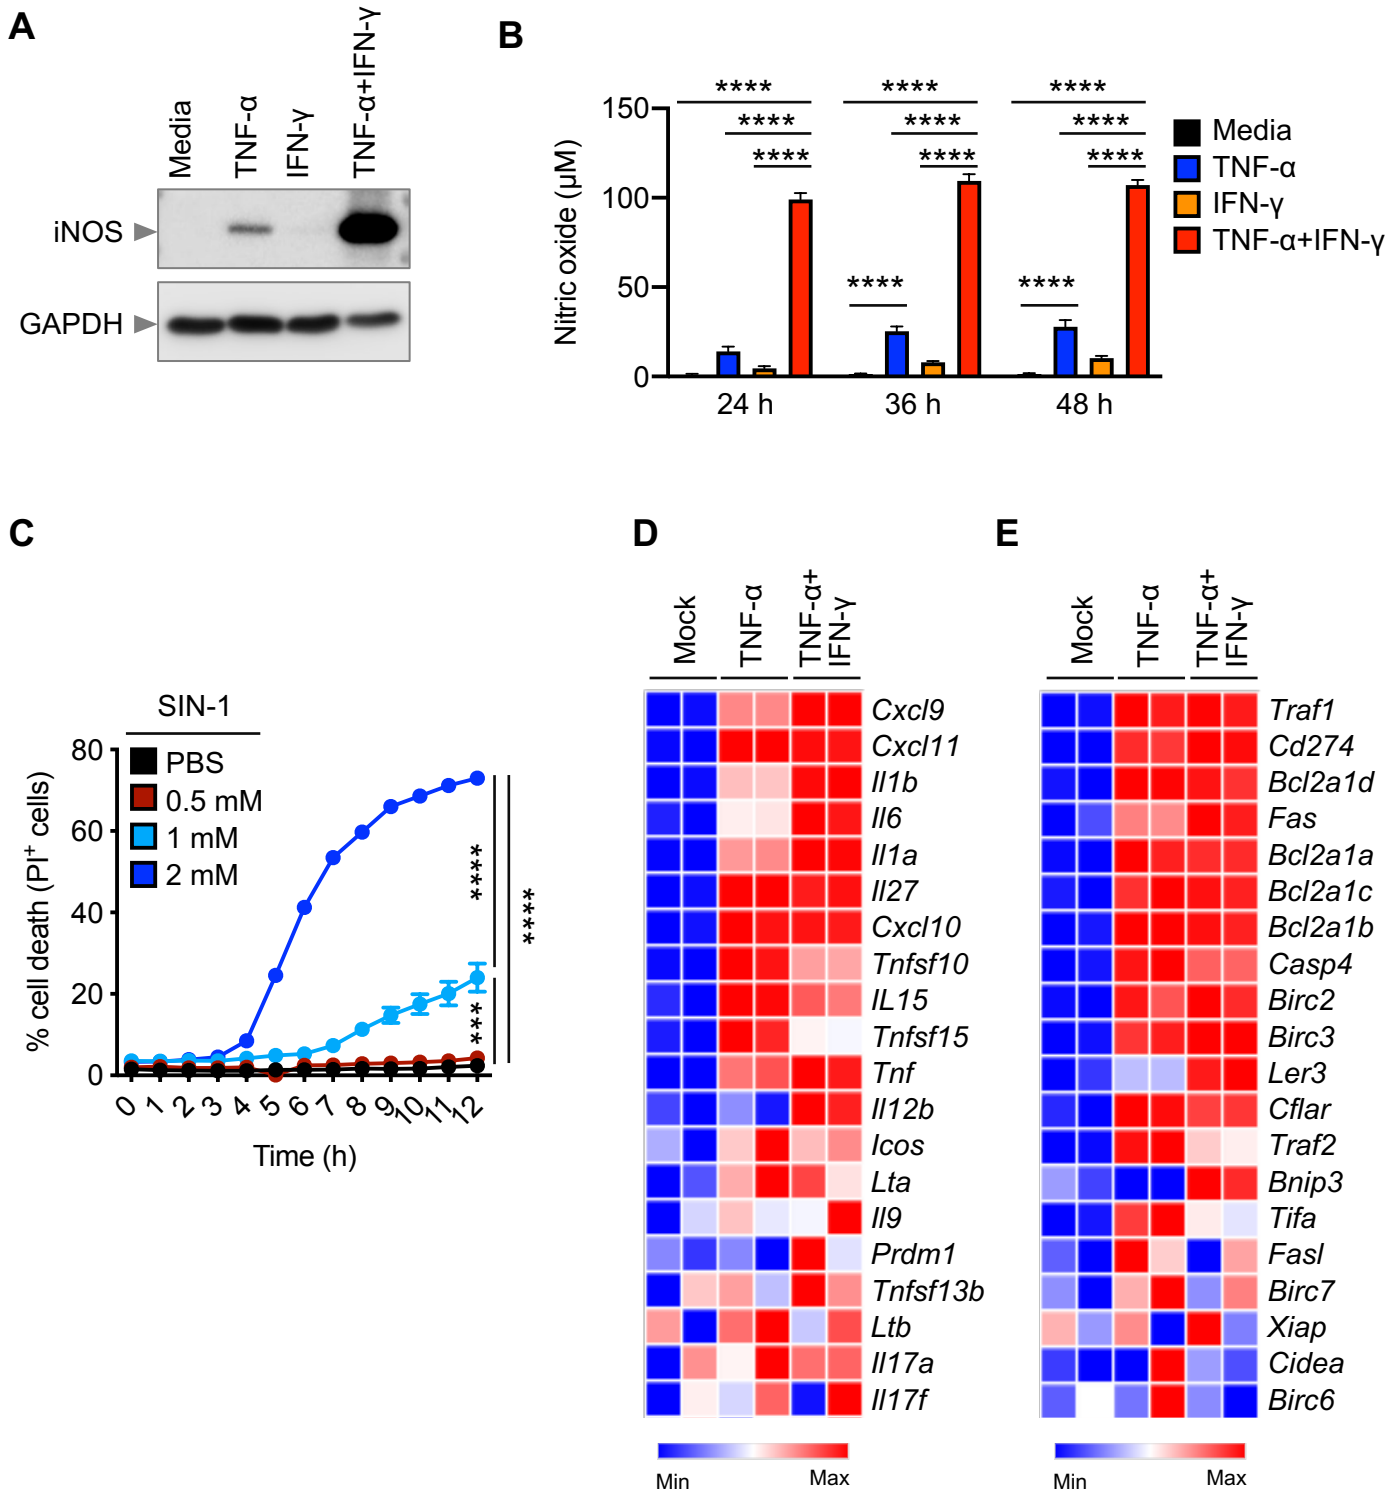 A
Media
TNF-α
IFN-γ
TNF-α+IFN-γ
iNOS
GAPDH
B
Nitric oxide (μM)
150
100
50
0
**** **** ****
**** **** ****
**** **** ****
**** ****
24 h 36 h 48 h
Media
TNF-α
IFN-γ
TNF-α+IFN-γ
C
SIN-1
PBS
0.5 mM
1 mM
2 mM
% cell death (PI+ cells)
80
60
40
20
0
0 1 2 3 4 5 6 7 8 9 10 11 12
Time (h)
****
****
***
D
Mock
TNF-α
TNF-α+
IFN-γ
Cxcl9
Cxcl11
Il1b
Il6
Il1a
Il27
Cxcl10
Tnfsf10
IL15
Tnfsf15
Tnf
Il12b
Icos
Lta
Il9
Prdm1
Tnfsf13b
Ltb
Il17a
Il17f
Min Max
E
Mock
TNF-α
TNF-α+
IFN-γ
Traf1
Cd274
Bcl2a1d
Fas
Bcl2a1a
Bcl2a1c
Bcl2a1b
Casp4
Birc2
Birc3
Ler3
Cflar
Traf2
Bnip3
Tifa
Fasl
Birc7
Xiap
Cidea
Birc6
Min Max